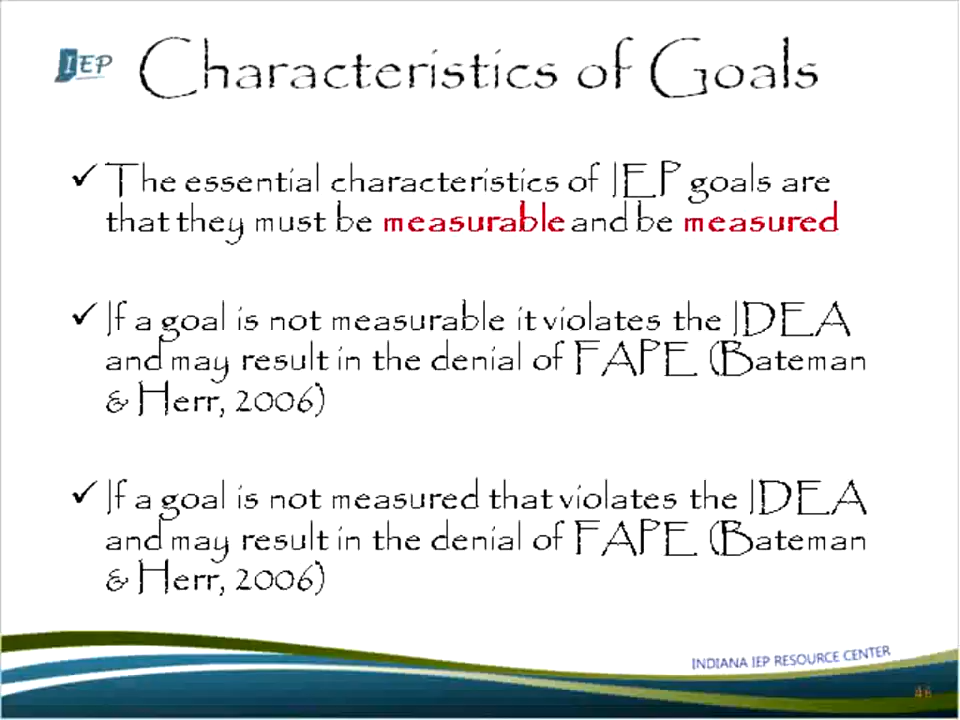 IEP Characteristics of Goals
✓ The essential characteristics of IEP goals are
that they must be measurable and be measured
✓ If a goal is not measurable it violates the IDEA
and may result in the denial of FAPE (Bateman
& Herr, 2006)
✓ If a goal is not measured that violates the IDEA
and may result in the denial of FAPE (Bateman
& Herr, 2006)
INDIANA IEP RESOURCE CENTER